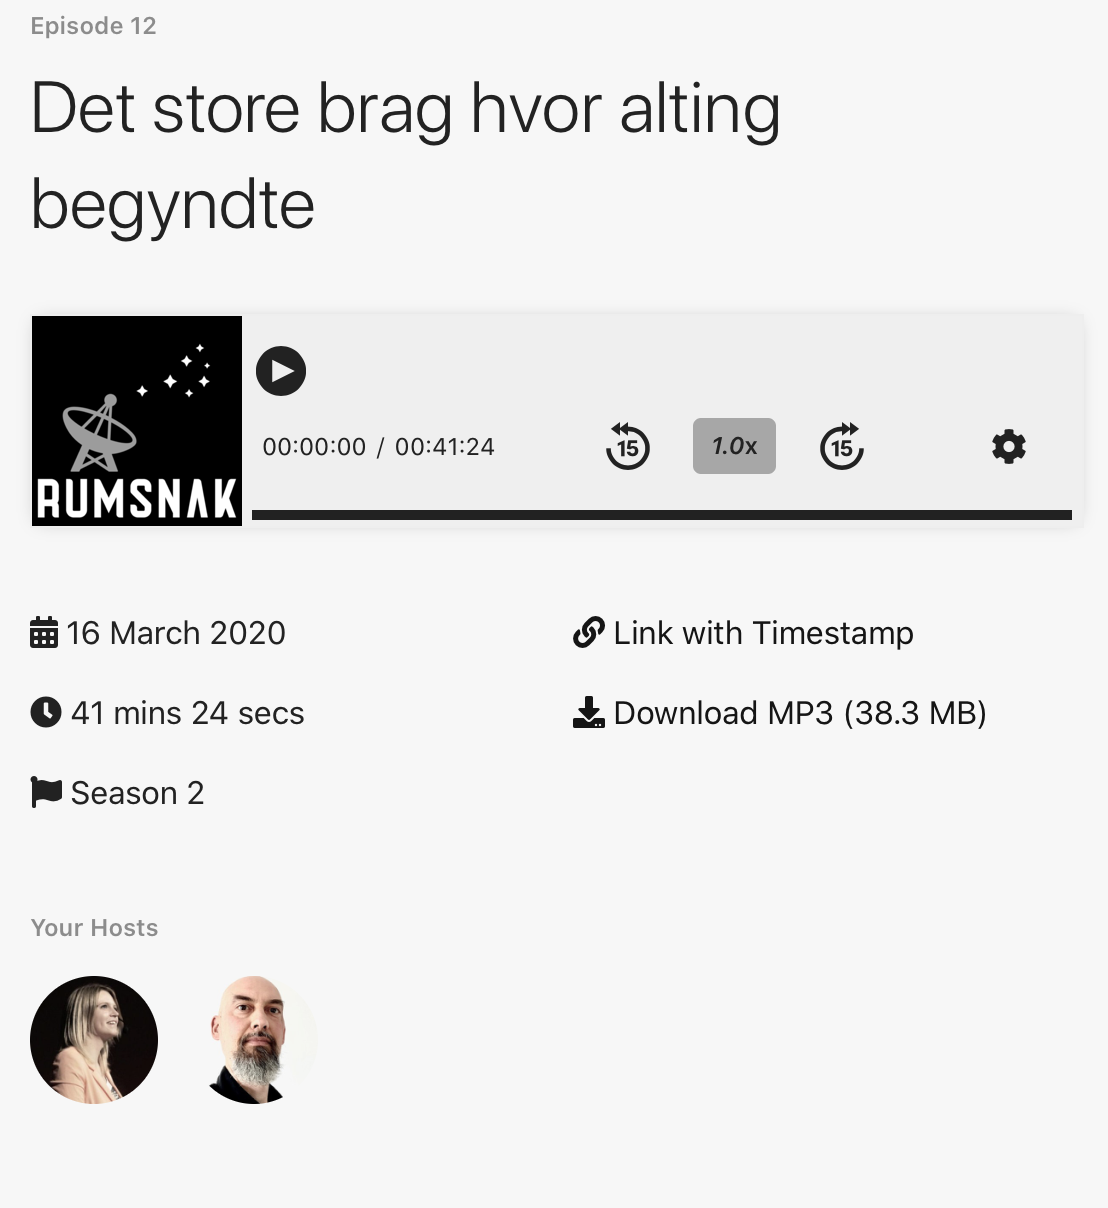 Episode 12
Det store brag hvor alting
begyndte
RUMSNAK
00:00:00 / 00:41:24
15
1.0x
15
16 March 2020
Link with Timestamp
41 mins 24 secs
Download MP3 (38.3 MB)
Season 2
Your Hosts